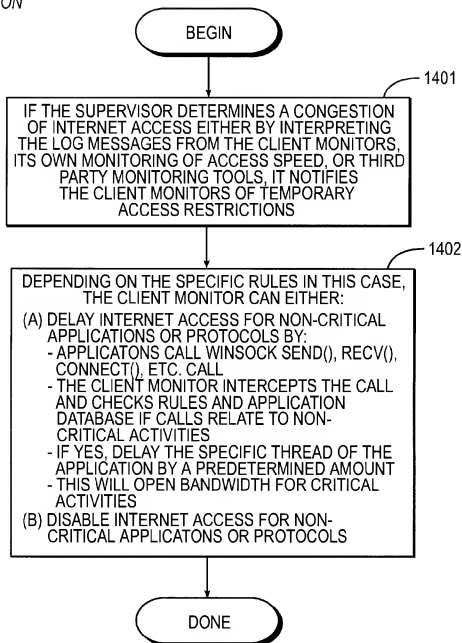 ON
BEGIN
1401
IF THE SUPERVISOR DETERMINES A CONGESTION
OF INTERNET ACCESS EITHER BY INTERPRETING
THE LOG MESSAGES FROM THE CLIENT MONITORS,
ITS OWN MONITORING OF ACCESS SPEED, OR THIRD
PARTY MONITORING TOOLS, IT NOTIFIES
THE CLIENT MONITORS OF TEMPORARY
ACCESS RESTRICTIONS
1402
DEPENDING ON THE SPECIFIC RULES IN THIS CASE,
THE CLIENT MONITOR CAN EITHER:
(A) DELAY INTERNET ACCESS FOR NON-CRITICAL
APPLICATIONS OR PROTOCOLS BY:
- APPLICATONS CALL WINSOCK SEND(), RECV(),
CONNECT(), ETC. CALL
- THE CLIENT MONITOR INTERCEPTS THE CALL
AND CHECKS RULES AND APPLICATION
DATABASE IF CALLS RELATE TO NON-
CRITICAL ACTIVITIES
- IF YES, DELAY THE SPECIFIC THREAD OF THE
APPLICATION BY A PREDETERMINED AMOUNT
- THIS WILL OPEN BANDWIDTH FOR CRITICAL
ACTIVITIES
(B) DISABLE INTERNET ACCESS FOR NON-
CRITICAL APPLICATONS OR PROTOCOLS
DONE